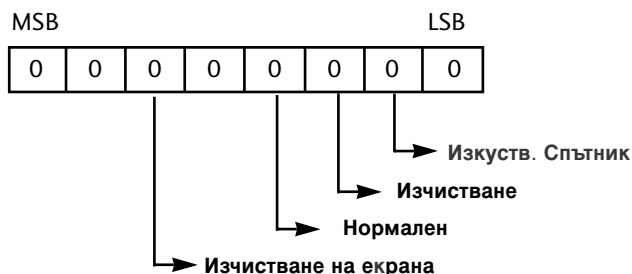 MSB LSB
0 0 0 0 0 0 0 0
Изкуств. Спътник
Изчистване
Нормален
Изчистване на екрана